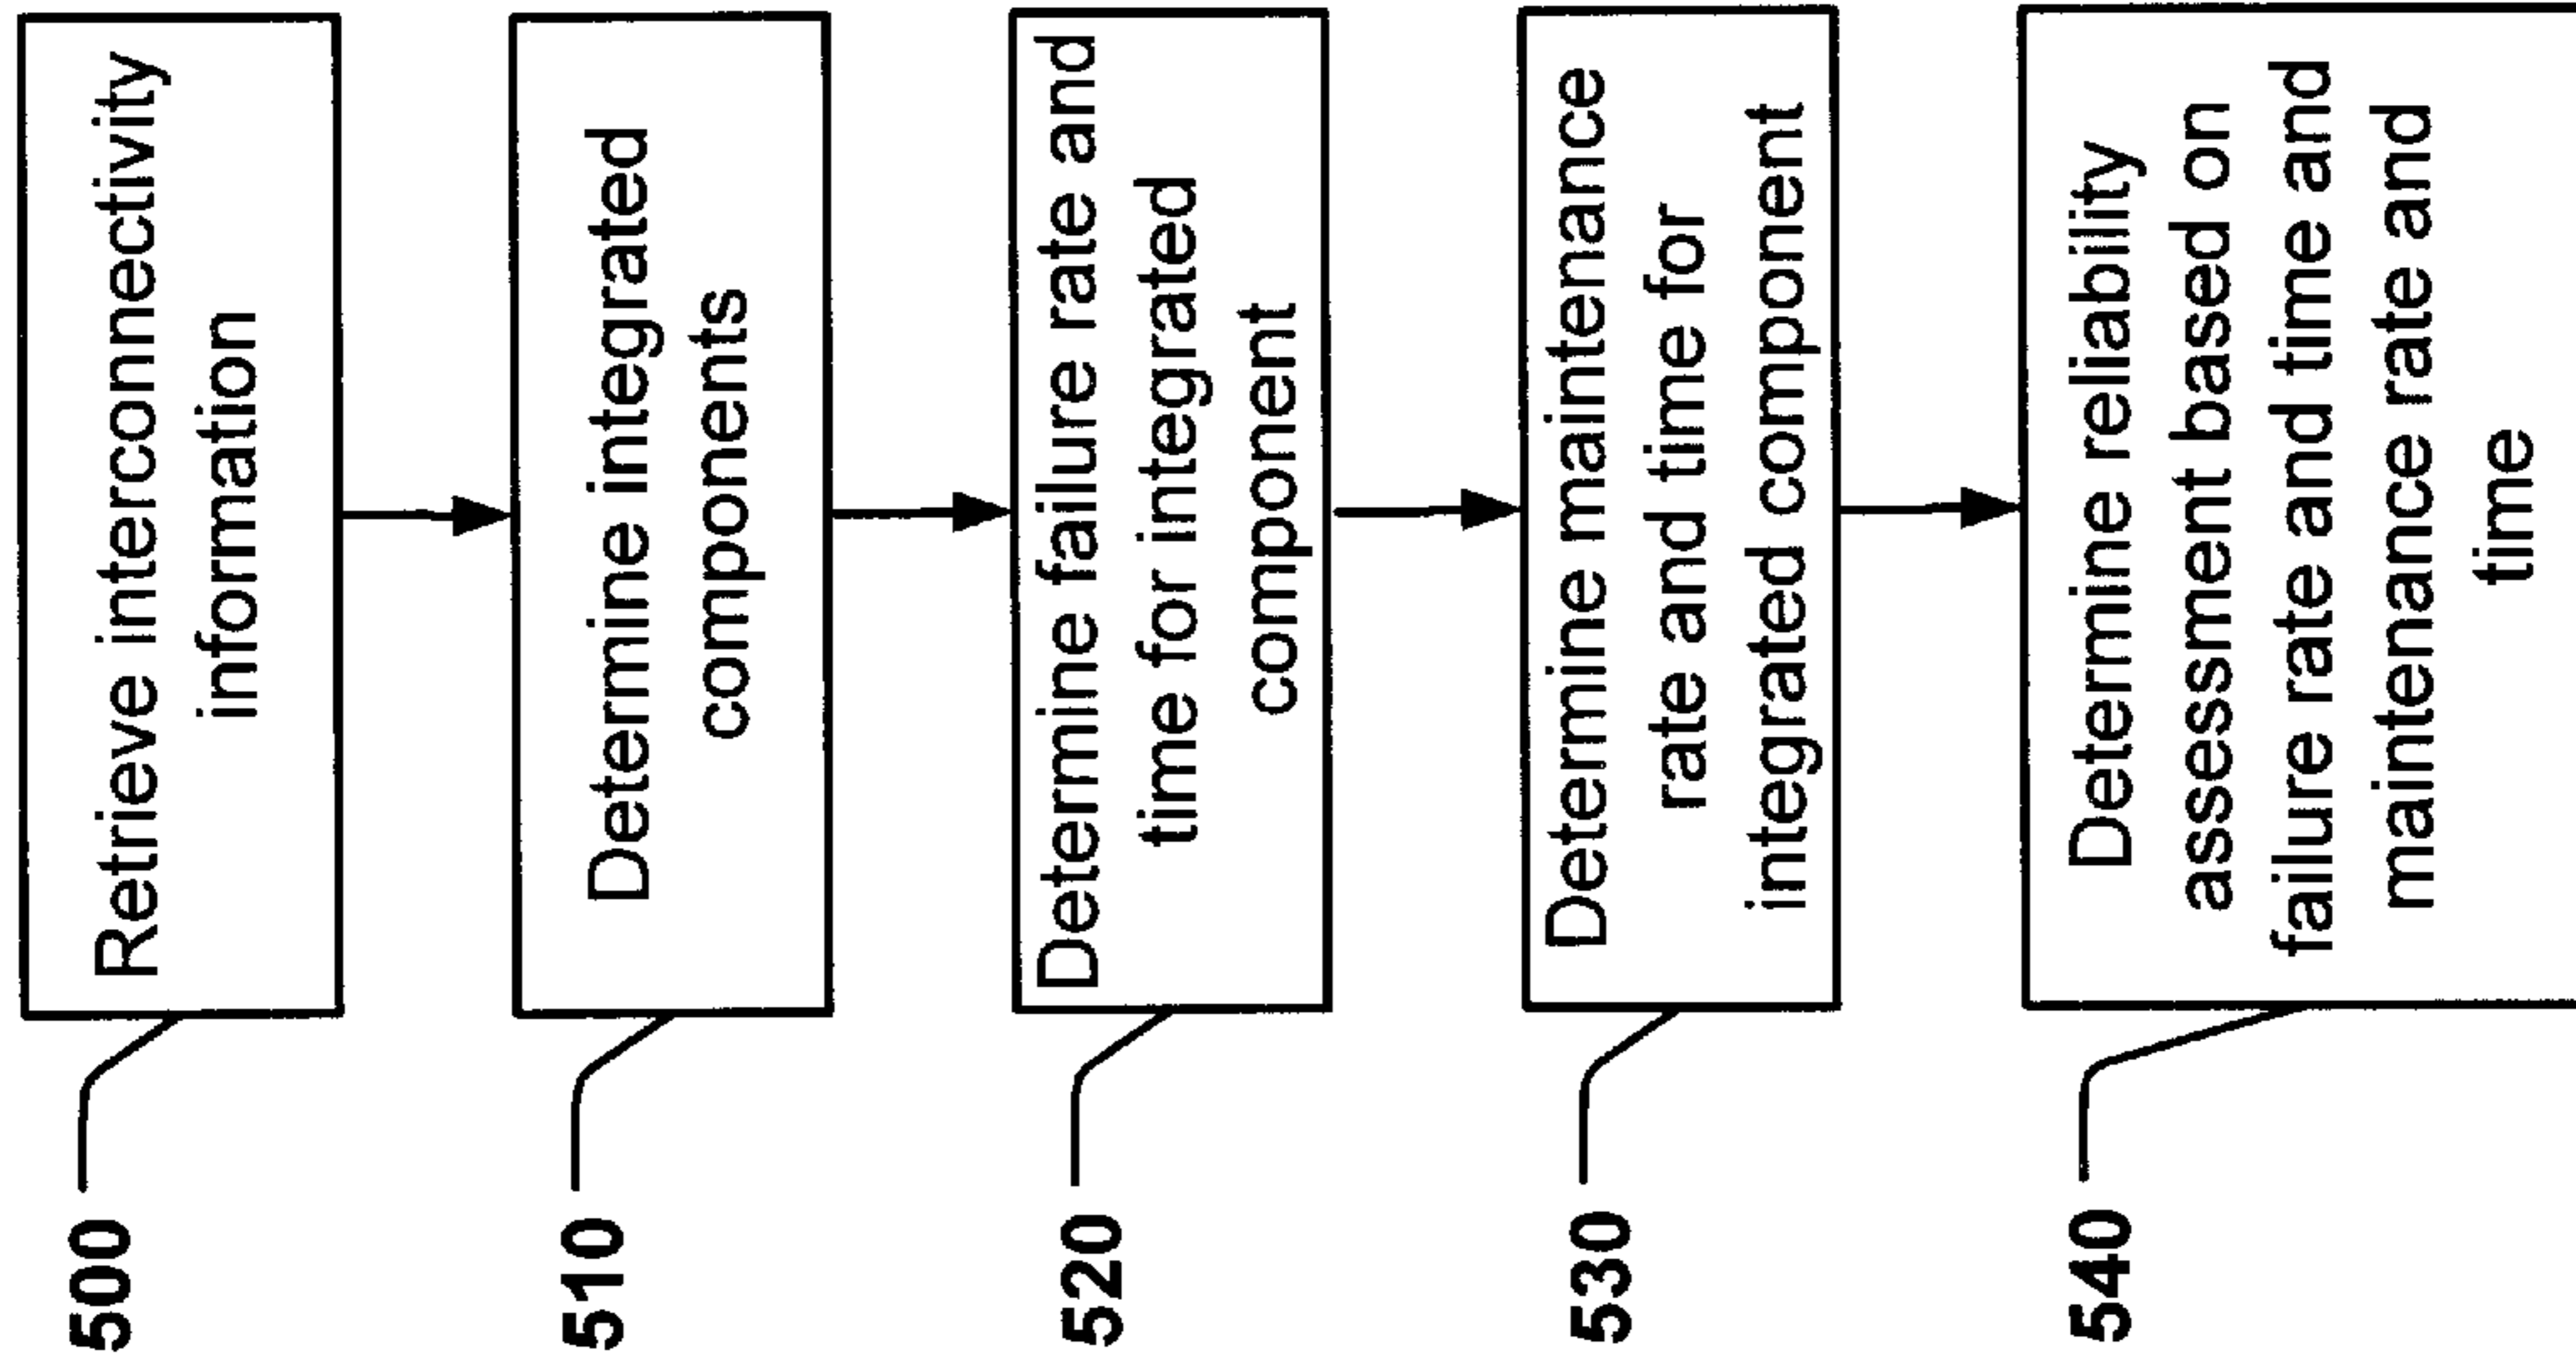 500
Retrieve interconnectivity
information
510
Determine integrated
components
520
Determine failure rate and
time for integrated
component
530
Determine maintenance
rate and time for
integrated component
540
Determine reliability
assessment based on
failure rate and time and
maintenance rate and
time